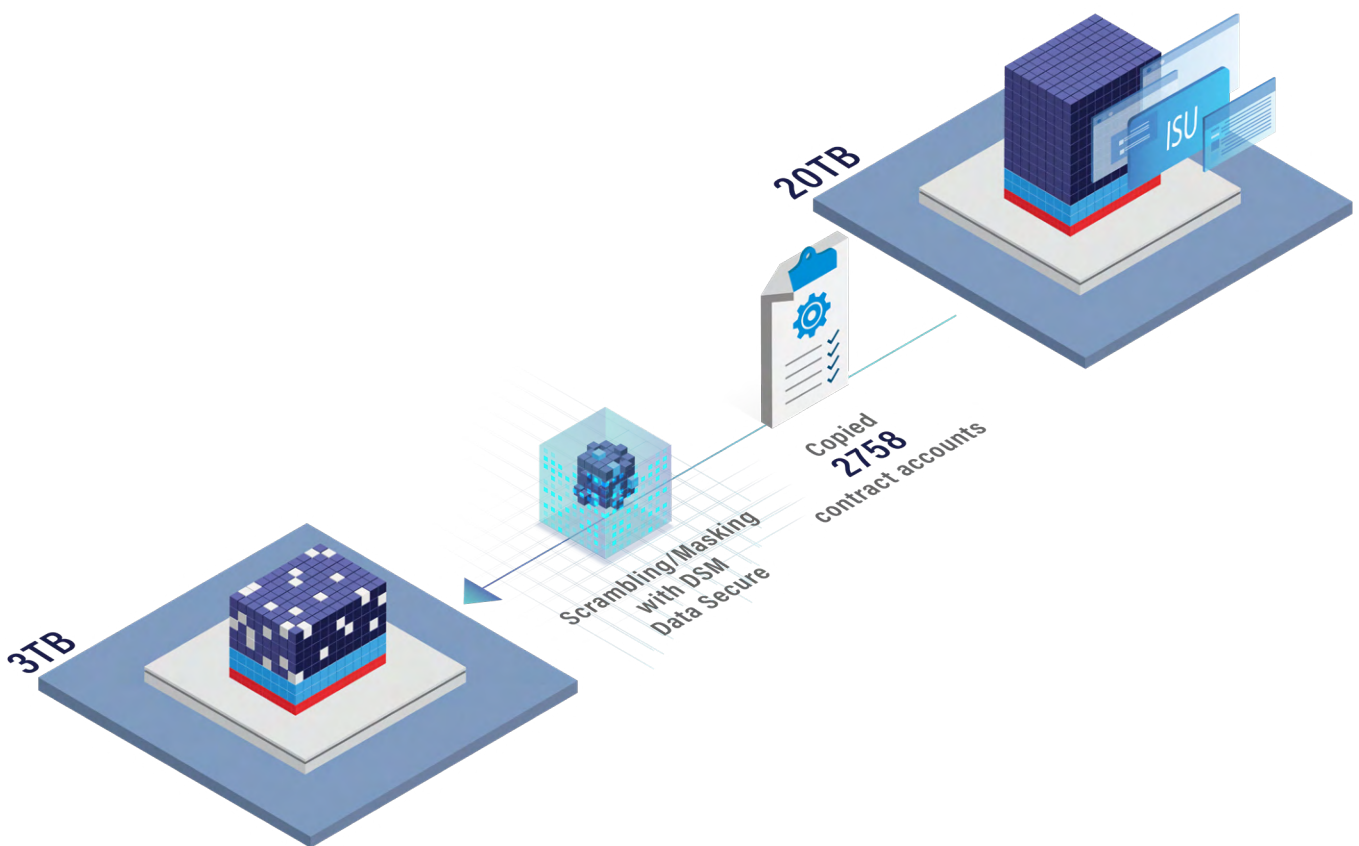 20TB
ISU
Copied
2758
contract accounts
Scrambling/Masking
with DSM
Data Secure
3TB